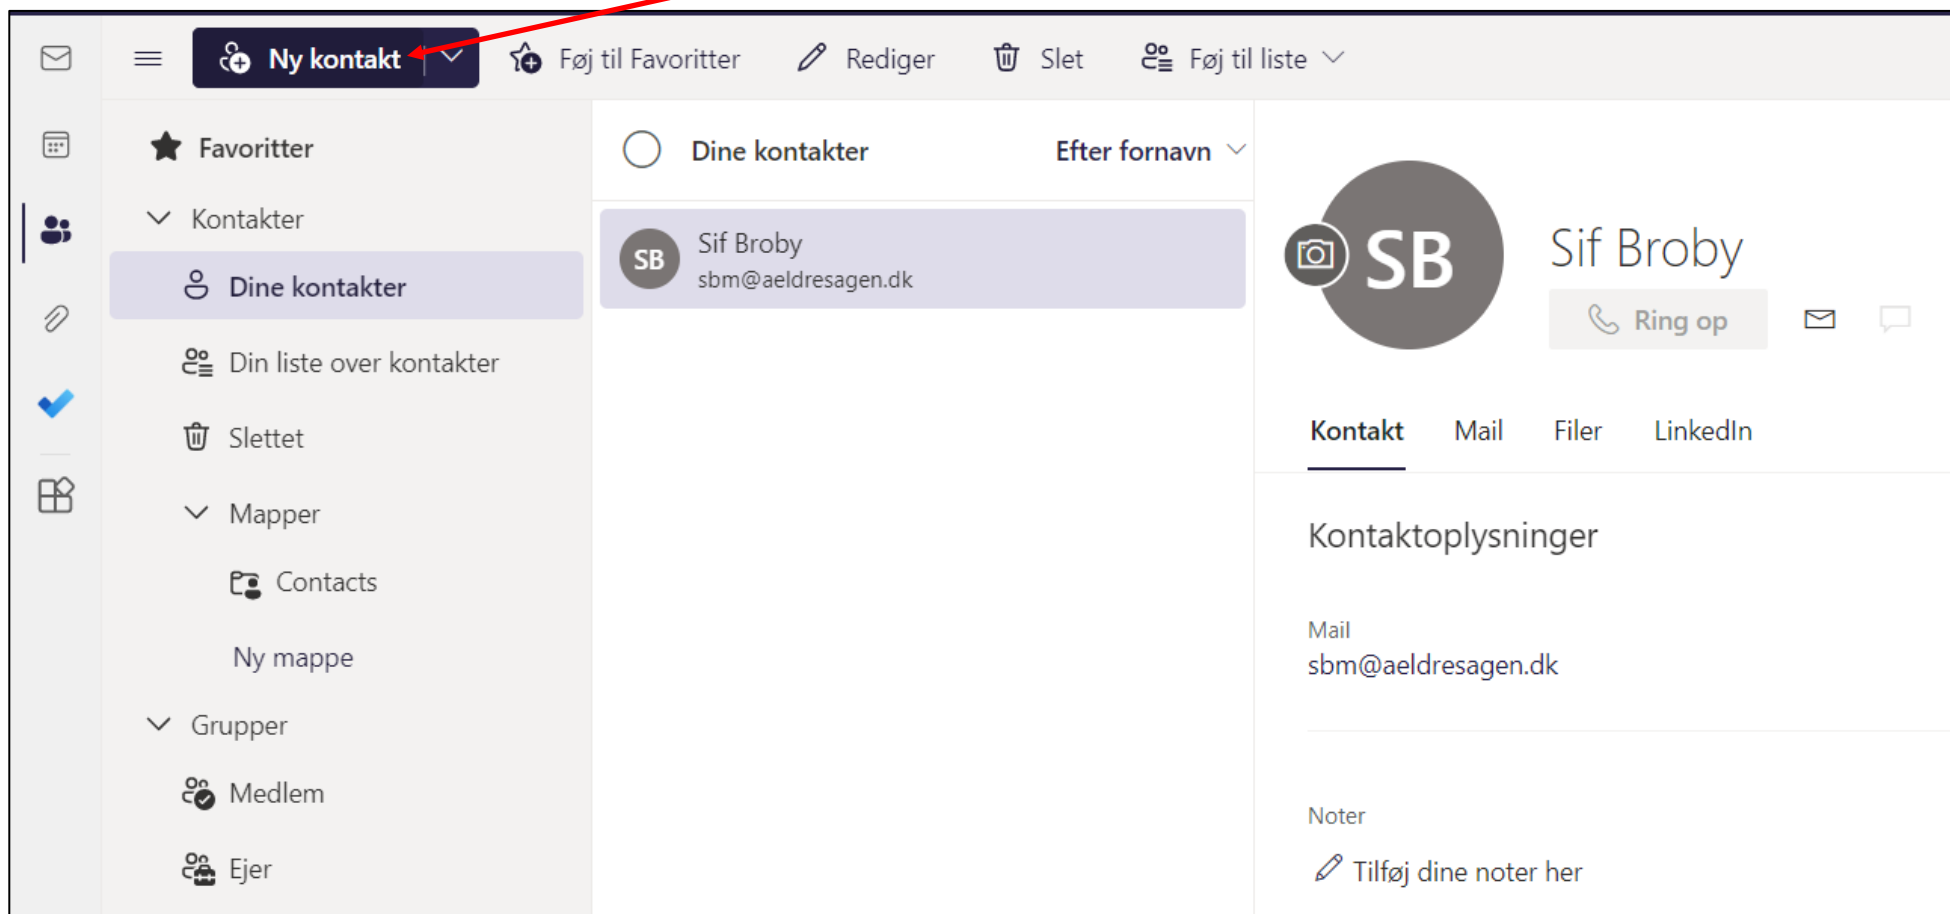 Ny kontakt
Føj til Favoritter
Rediger
Slet
Føj til liste
Favoritter
Kontakter
Dine kontakter
Din liste over kontakter
Slettet
Mapper
Contacts
Ny mappe
Grupper
Medlem
Ejer
Dine kontakter
Efter fornavn
SB
Sif Broby
sbm@aeldresagen.dk
SB
Sif Broby
Ring op
Kontakt
Mail
Filer
LinkedIn
Kontaktoplysninger
Mail
sbm@aeldresagen.dk
Noter
Tilføj dine noter her